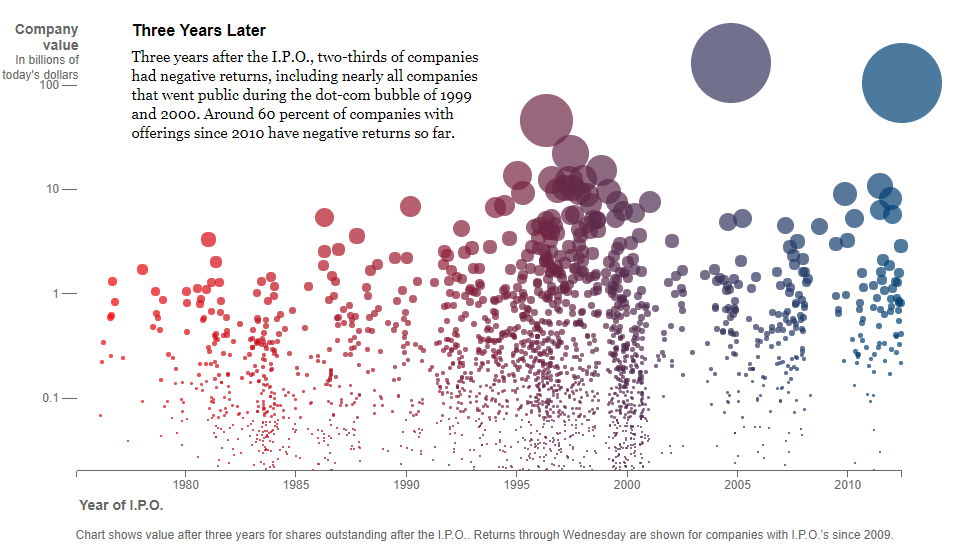 Company
value
In billions of
today's dollars
Three Years Later
Three years after the I.P.O., two-thirds of companies
had negative returns, including nearly all companies
that went public during the dot-com bubble of 1999
and 2000. Around 60 percent of companies with
offerings since 2010 have negative returns so far.
100
10
1
0.1
1980 1985 1990 1995 2000 2005 2010
Year of I.P.O.
Chart shows value after three years for shares outstanding after the I.P.O.. Returns through Wednesday are shown for companies with I.P.O.'s since 2009.